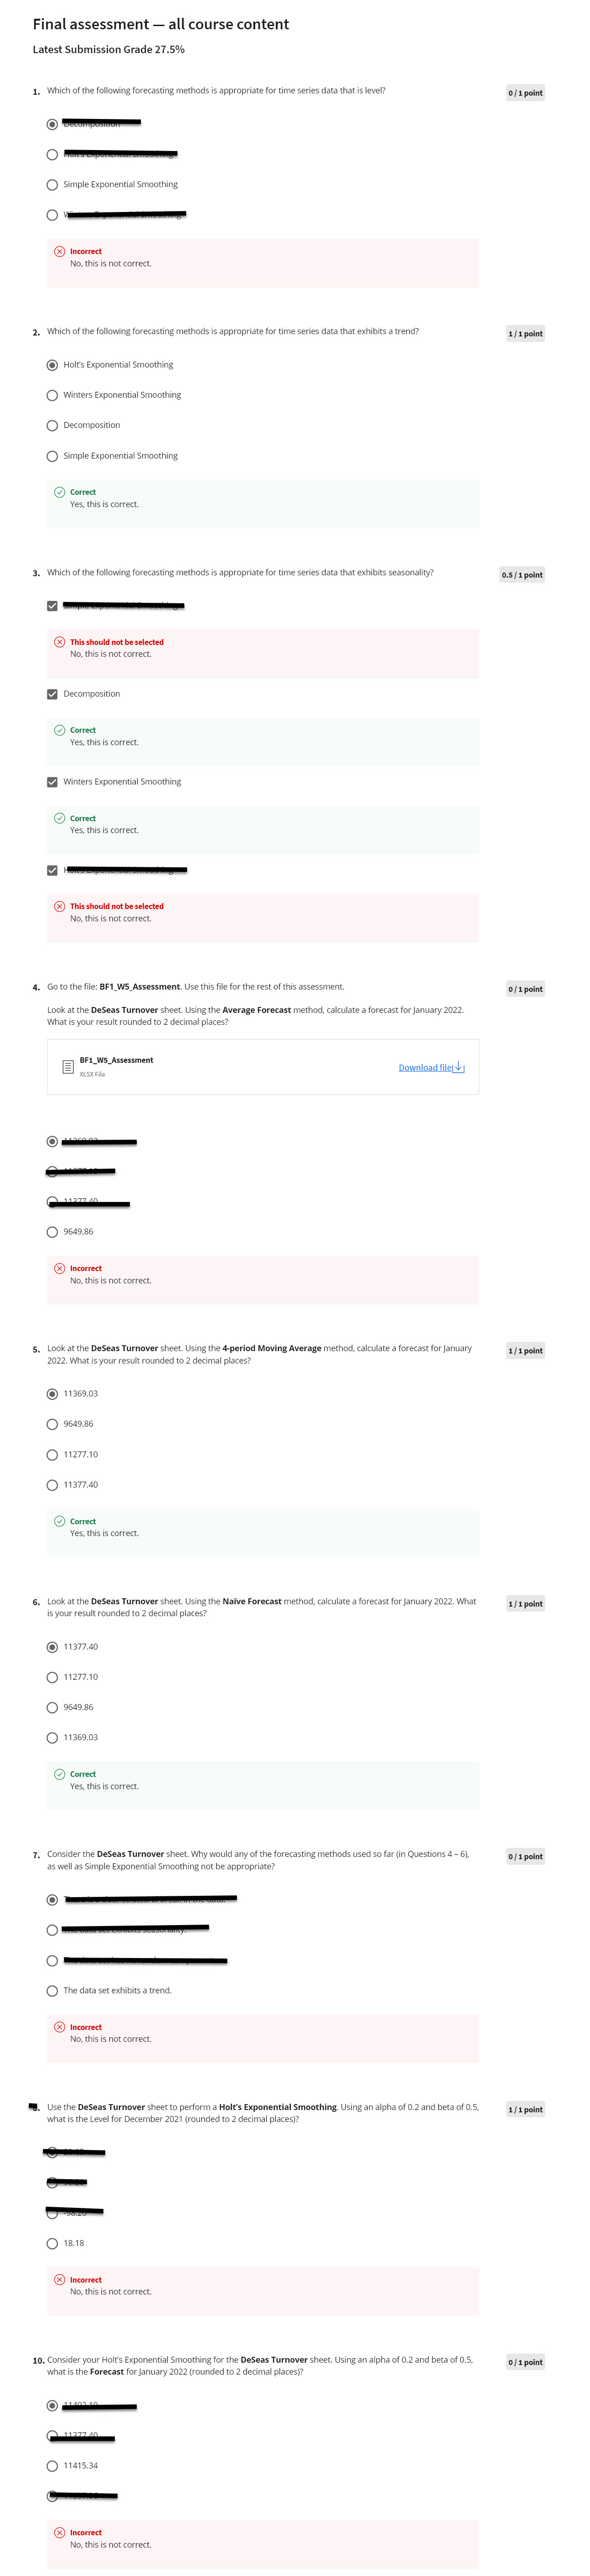 Final assessment — all course content
Latest Submission Grade 27.5%
1. Which of the following forecasting methods is appropriate for time series data that is level?
0 / 1 point
Decomposition
Holt's Exponential Smoothing
Simple Exponential Smoothing
Exponential Smoothing
Incorrect
No, this is not correct.
2. Which of the following forecasting methods is appropriate for time series data that exhibits a trend?
1 / 1 point
Holt's Exponential Smoothing
Winters Exponential Smoothing
Decomposition
Simple Exponential Smoothing
Correct
Yes, this is correct.
3. Which of the following forecasting methods is appropriate for time series data that exhibits seasonality?
0.5 / 1 point
Exponential Smoothing
This should not be selected
No, this is not correct.
Decomposition
Correct
Yes, this is correct.
Winters Exponential Smoothing
Correct
Yes, this is correct.
Holt's Exponential Smoothing
This should not be selected
No, this is not correct.
4. Go to the file: BF1_W5_Assessment. Use this file for the rest of this assessment.
0 / 1 point
Look at the DeSeas Turnover sheet. Using the Average Forecast method, calculate a forecast for January 2022.
What is your result rounded to 2 decimal places?
BF1_W5_Assessment
XLSX File
Download file
11377.40
9649.86
Incorrect
No, this is not correct.
5. Look at the DeSeas Turnover sheet. Using the 4-period Moving Average method, calculate a forecast for January
2022. What is your result rounded to 2 decimal places?
1 / 1 point
11369.03
9649.86
11277.10
11377.40
Correct
Yes, this is correct.
6. Look at the DeSeas Turnover sheet. Using the Naïve Forecast method, calculate a forecast for January 2022. What
is your result rounded to 2 decimal places?
1 / 1 point
11377.40
11277.10
9649.86
11369.03
Correct
Yes, this is correct.
7. Consider the DeSeas Turnover sheet. Why would any of the forecasting methods used so far (in Questions 4 – 6),
as well as Simple Exponential Smoothing not be appropriate?
0 / 1 point
The data set exhibits seasonality.
The data set exhibits a trend.
Incorrect
No, this is not correct.
Use the DeSeas Turnover sheet to perform a Holt's Exponential Smoothing. Using an alpha of 0.2 and beta of 0.5,
what is the Level for December 2021 (rounded to 2 decimal places)?
1 / 1 point
18.18
Incorrect
No, this is not correct.
10. Consider your Holt's Exponential Smoothing for the DeSeas Turnover sheet. Using an alpha of 0.2 and beta of 0.5,
what is the Forecast for January 2022 (rounded to 2 decimal places)?
0 / 1 point
11377.40
11415.34
Incorrect
No, this is not correct.